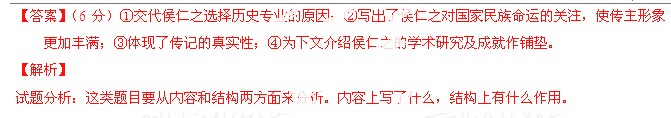 【答案】(6 分）①交代侯仁之选择历史专业的原因；②写出了侯仁之对国家民族命运的关注，使传主形象
更加丰满；③体现了传记的真实性；④为下文介绍侯仁之的学术研究及成就作铺垫。
【解析】
试题分析：这类题目要从内容和结构两方面来分析。内容上写了什么，结构上有什么作用。